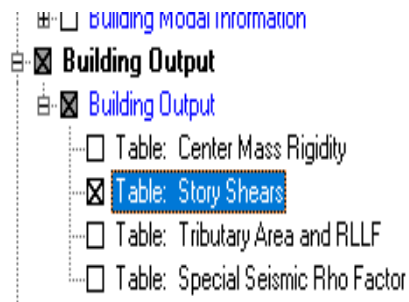 Building Modal Information
Building Output
Building Output
Table: Center Mass Rigidity
Table: Story Shears
Table: Tributary Area and RLLF
Table: Special Seismic Rho Factor